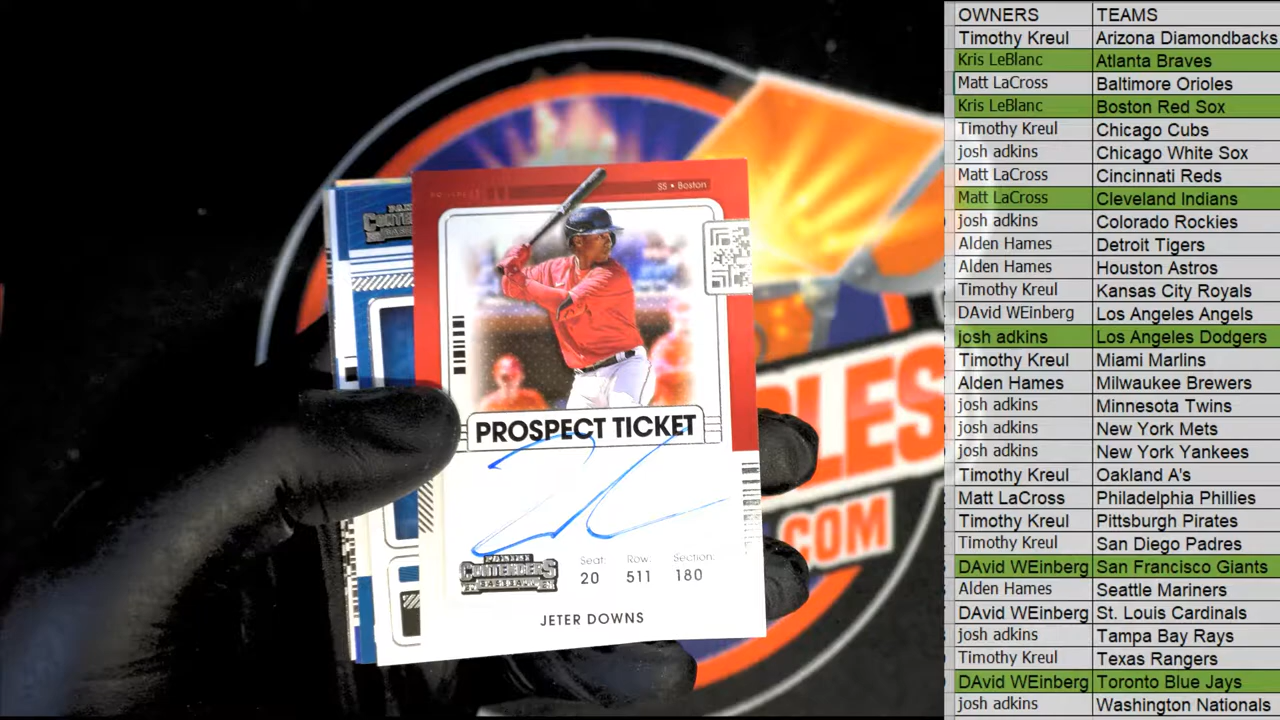 SS • Boston
PROSPECT TICKET
PANINI
CONTENDERS
BASEBALL
Seat: Row: Section:
20 511 180
JETER DOWNS
LES
.COM
OWNERS TEAMS
Timothy Kreul Arizona Diamondbacks
Kris LeBlanc Atlanta Braves
Matt LaCross Baltimore Orioles
Kris LeBlanc Boston Red Sox
Timothy Kreul Chicago Cubs
josh adkins Chicago White Sox
Matt LaCross Cincinnati Reds
Matt LaCross Cleveland Indians
josh adkins Colorado Rockies
Alden Hames Detroit Tigers
Alden Hames Houston Astros
Timothy Kreul Kansas City Royals
DAvid WEinberg Los Angeles Angels
josh adkins Los Angeles Dodgers
Timothy Kreul Miami Marlins
Alden Hames Milwaukee Brewers
josh adkins Minnesota Twins
josh adkins New York Mets
josh adkins New York Yankees
Timothy Kreul Oakland A's
Matt LaCross Philadelphia Phillies
Timothy Kreul Pittsburgh Pirates
Timothy Kreul San Diego Padres
DAvid WEinberg San Francisco Giants
Alden Hames Seattle Mariners
DAvid WEinberg St. Louis Cardinals
josh adkins Tampa Bay Rays
Timothy Kreul Texas Rangers
DAvid WEinberg Toronto Blue Jays
josh adkins Washington Nationals